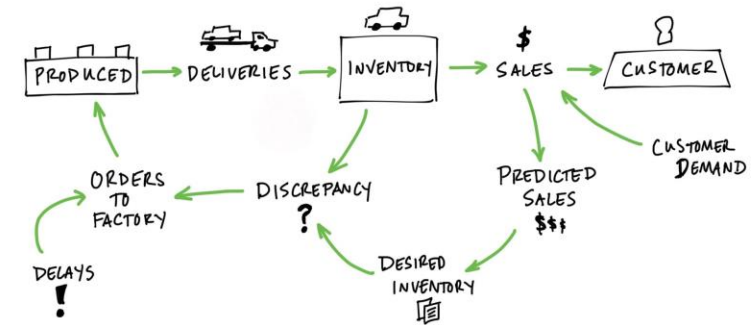 $
PRODUCED
DELIVERIES
INVENTORY
SALES
CUSTOMER
CUSTOMER
DEMAND
ORDERS
TO
FACTORY
DISCREPANCY
?
PREDICTED
SALES
$$$
DELAYS
!
DESIRED
INVENTORY